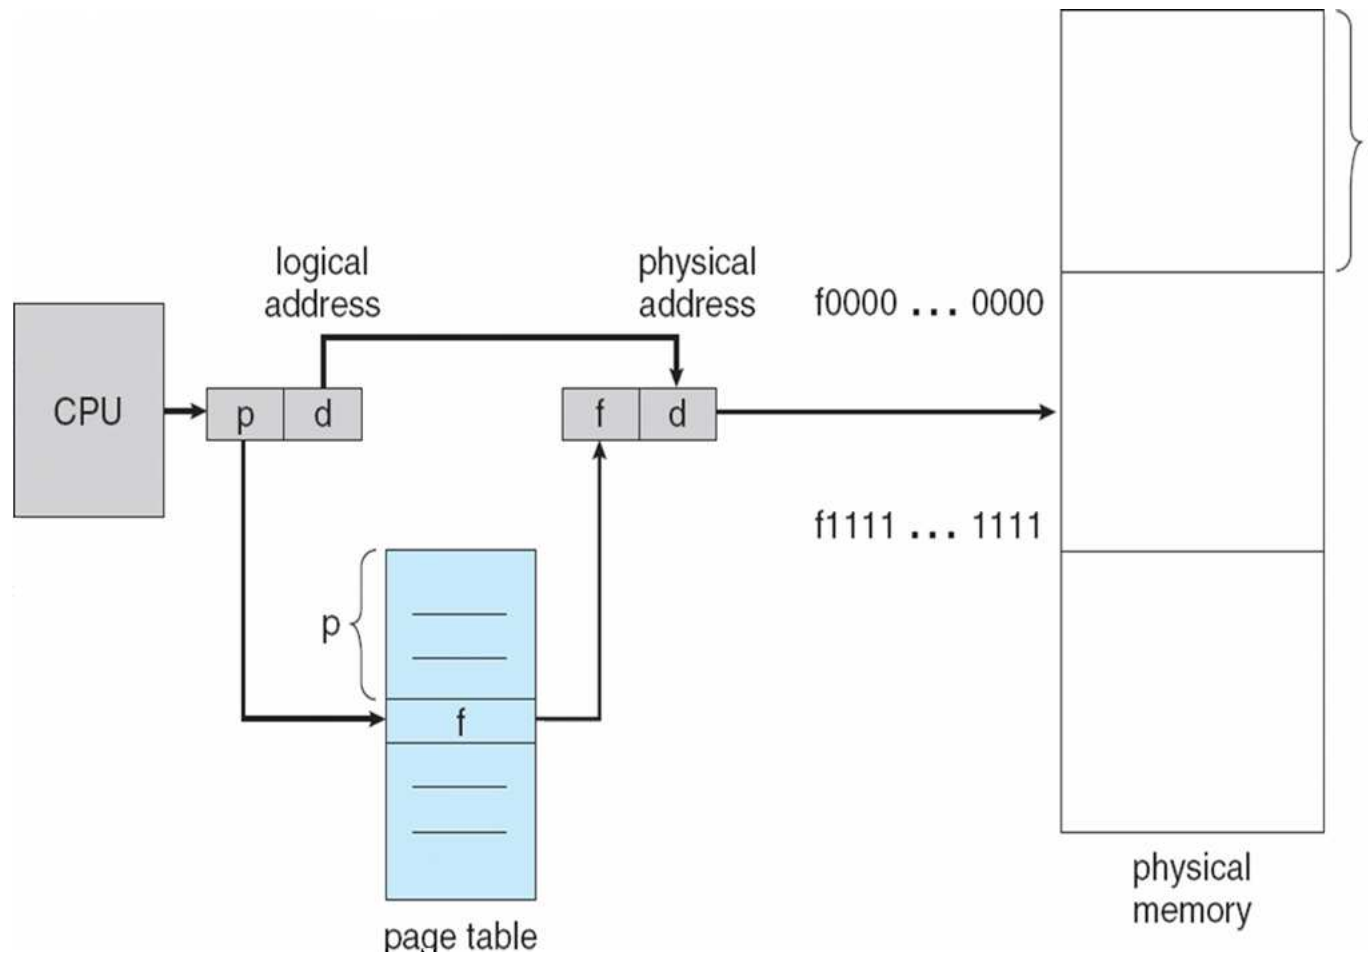 logical
address
physical
address
f0000 ... 0000
CPU
p
d
f
d
f1111 ... 1111
p
f
physical
memory
page table